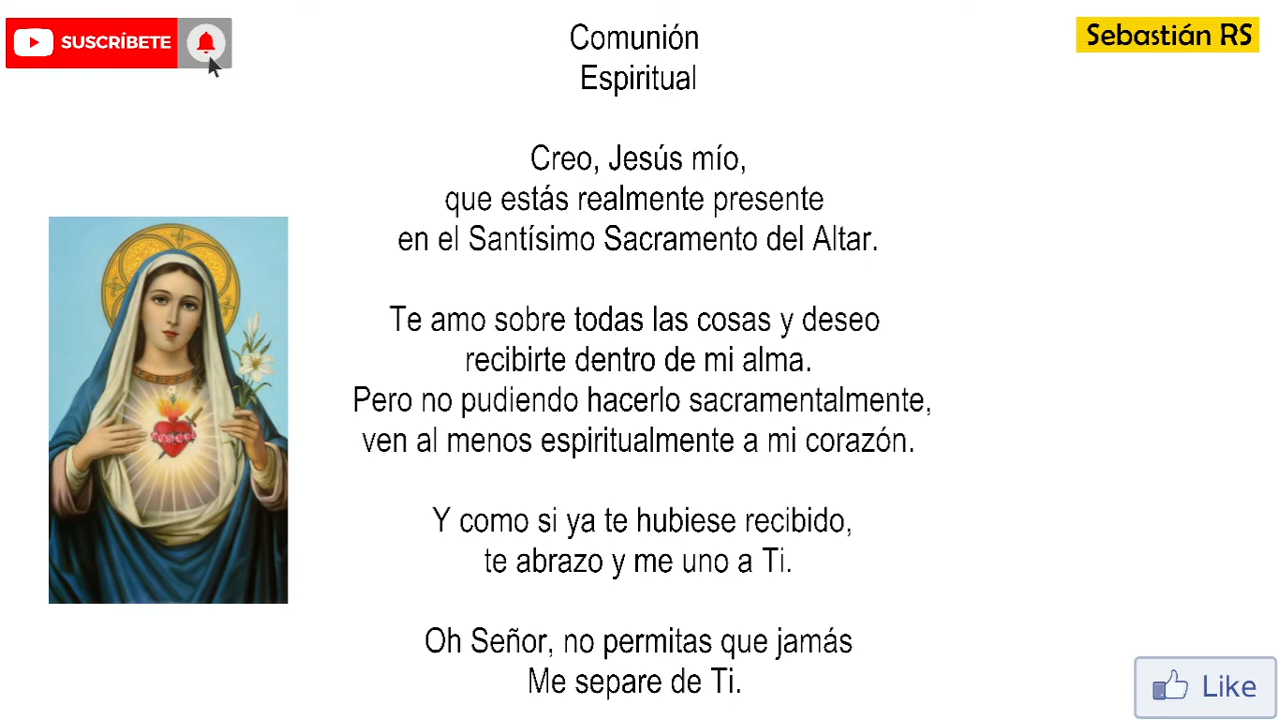 SUSCRÍBETE
Sebastián RS
Comunión
Espiritual
Creo, Jesús mío,
que estás realmente presente
en el Santísimo Sacramento del Altar.
Te amo sobre todas las cosas y deseo
recibirte dentro de mi alma.
Pero no pudiendo hacerlo sacramentalmente,
ven al menos espiritualmente a mi corazón.
Y como si ya te hubiese recibido,
te abrazo y me uno a Ti.
Oh Señor, no permitas que jamás
Me separe de Ti.
Like